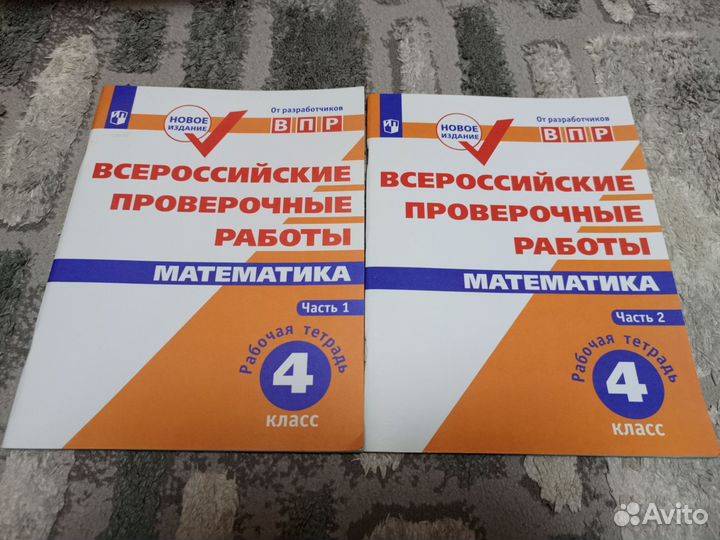 НОВОЕ
ИЗДАНИЕ
От разработчиков
ВПР
ВСЕРОССИЙСКИЕ
ПРОВЕРОЧНЫЕ
РАБОТЫ
МАТЕМАТИКА
Часть 1
Рабочая тетрадь
4
класс
НОВОЕ
ИЗДАНИЕ
От разработчиков
ВПР
ВСЕРОССИЙСКИЕ
ПРОВЕРОЧНЫЕ
РАБОТЫ
МАТЕМАТИКА
Часть 2
Рабочая тетрадь
4
класс
Avito